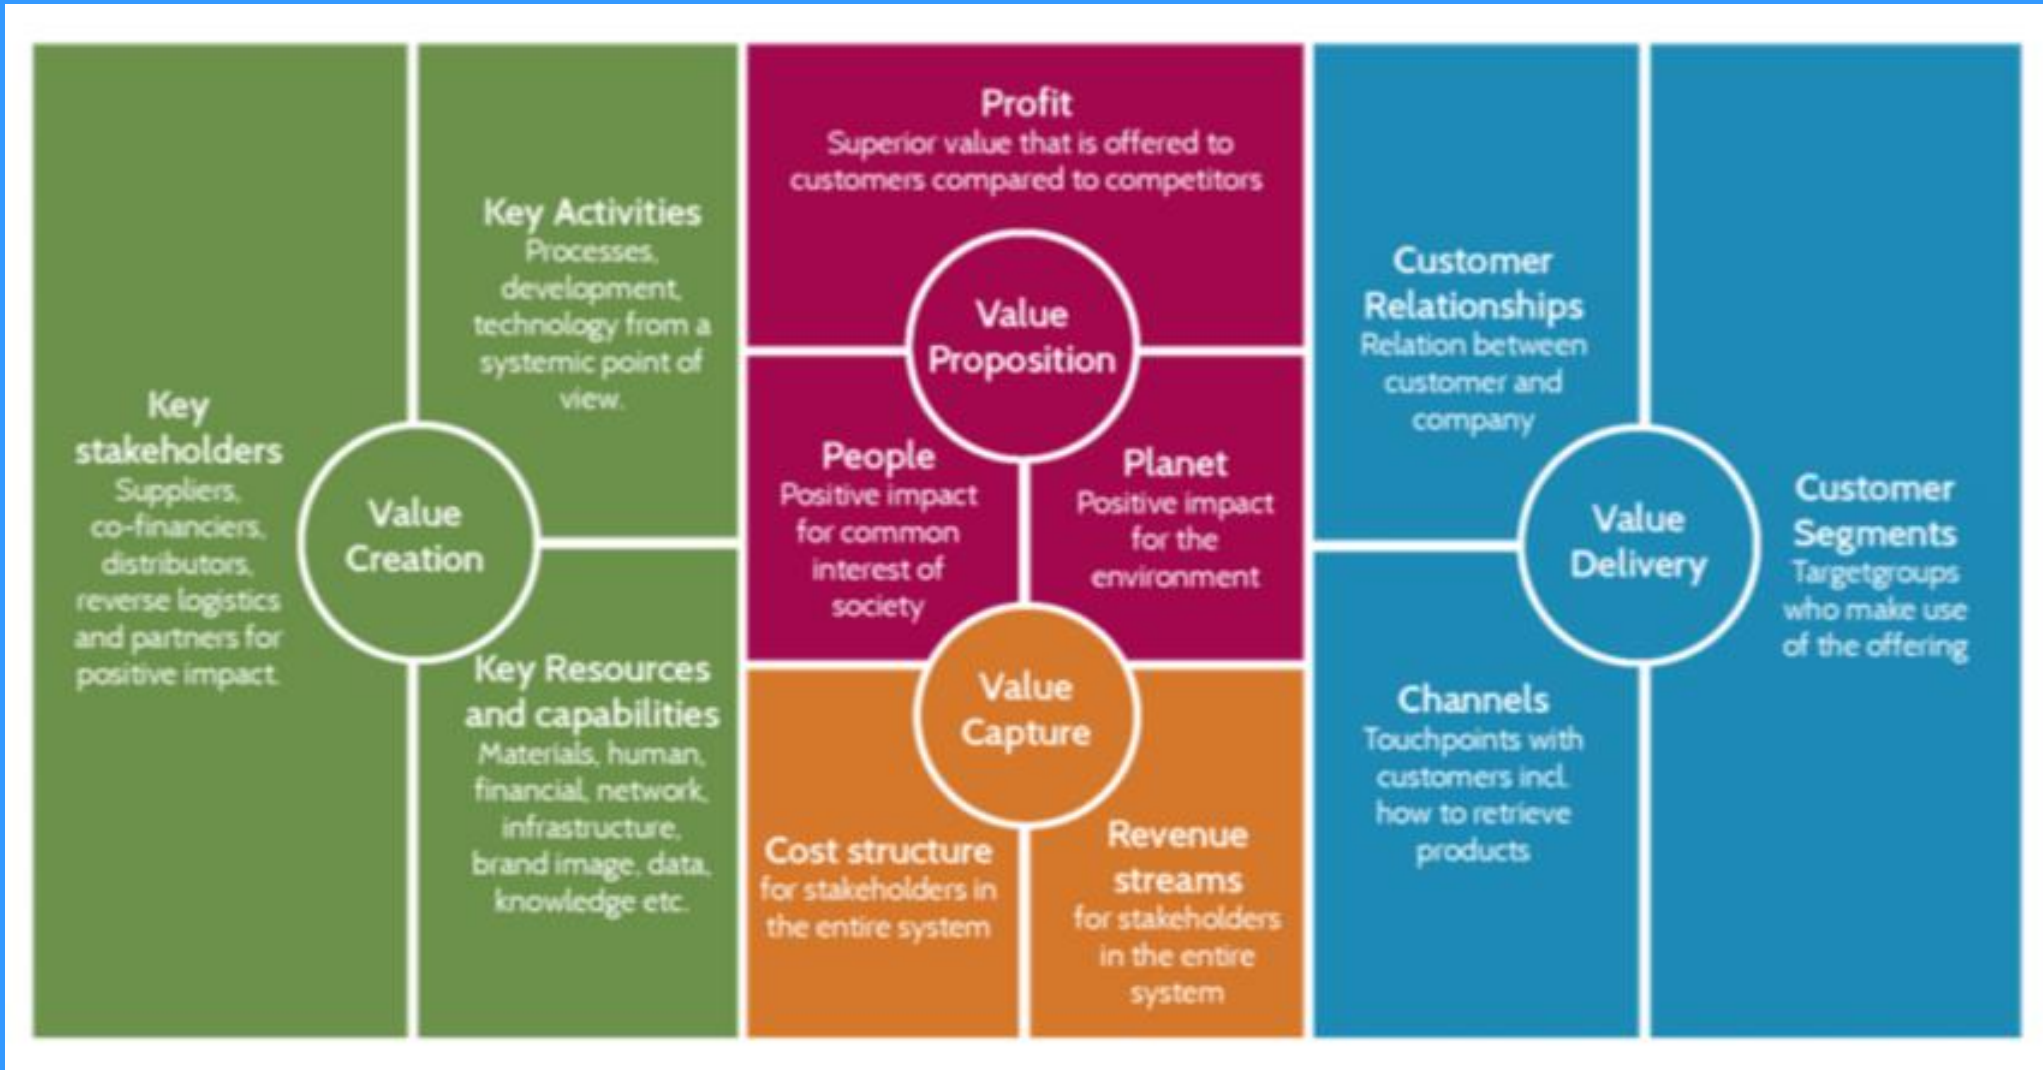 Key
stakeholders
Suppliers,
co-financiers,
distributors,
reverse logistics
and partners for
positive impact.
Value
Creation
Key Activities
Processes,
development,
technology from a
systemic point of
view.
Key Resources
and capabilities
Materials, human,
financial, network,
infrastructure,
brand image, data,
knowledge etc.
Profit
Superior value that is offered to
customers compared to competitors
Value
Proposition
People
Positive impact
for common
interest of
society
Planet
Positive impact
for the
environment
Value
Capture
Cost structure
for stakeholders in
the entire system
Revenue
streams
for stakeholders
in the entire
system
Customer
Relationships
Relation between
customer and
company
Value
Delivery
Channels
Touchpoints with
customers incl.
how to retrieve
products
Customer
Segments
Targetgroups
who make use
of the offering